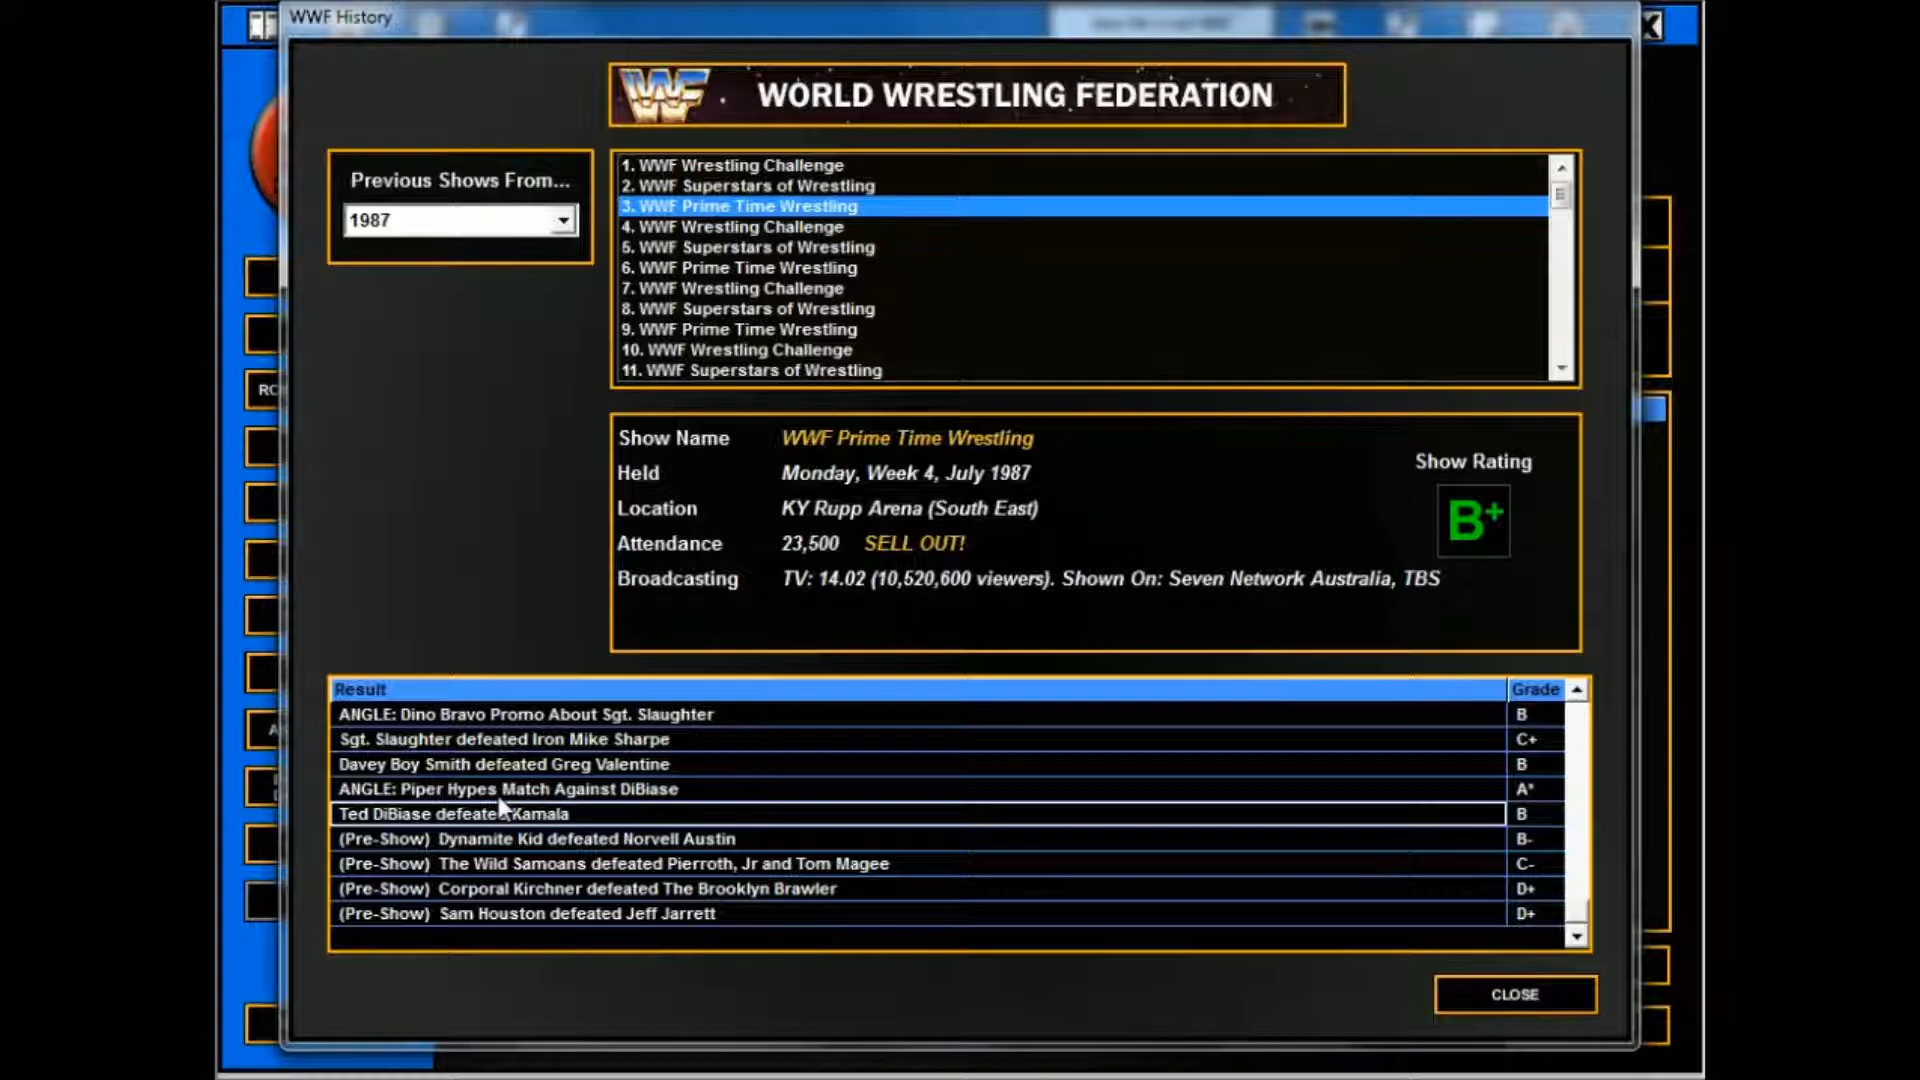 WWF History
WF WORLD WRESTLING FEDERATION
Previous Shows From...
1987
1. WWF Wrestling Challenge
2. WWF Superstars of Wrestling
3. WWF Prime Time Wrestling
4. WWF Wrestling Challenge
5. WWF Superstars of Wrestling
6. WWF Prime Time Wrestling
7. WWF Wrestling Challenge
8. WWF Superstars of Wrestling
9. WWF Prime Time Wrestling
10. WWF Wrestling Challenge
11. WWF Superstars of Wrestling
RO
Show Name WWF Prime Time Wrestling
Held Monday, Week 4, July 1987
Location KY Rupp Arena (South East)
Attendance 23,500 SELL OUT!
Broadcasting TV: 14.02 (10,520,600 viewers). Shown On: Seven Network Australia, TBS
Show Rating
B+
Result Grade
ANGLE: Dino Bravo Promo About Sgt. Slaughter B
Sgt. Slaughter defeated Iron Mike Sharpe C+
Davey Boy Smith defeated Greg Valentine B
ANGLE: Piper Hypes Match Against DiBiase A*
Ted DiBiase defeated Kamala B
(Pre-Show) Dynamite Kid defeated Norvell Austin B-
(Pre-Show) The Wild Samoans defeated Pierroth, Jr and Tom Magee C-
(Pre-Show) Corporal Kirchner defeated The Brooklyn Brawler D+
(Pre-Show) Sam Houston defeated Jeff Jarrett D+
A
CLOSE